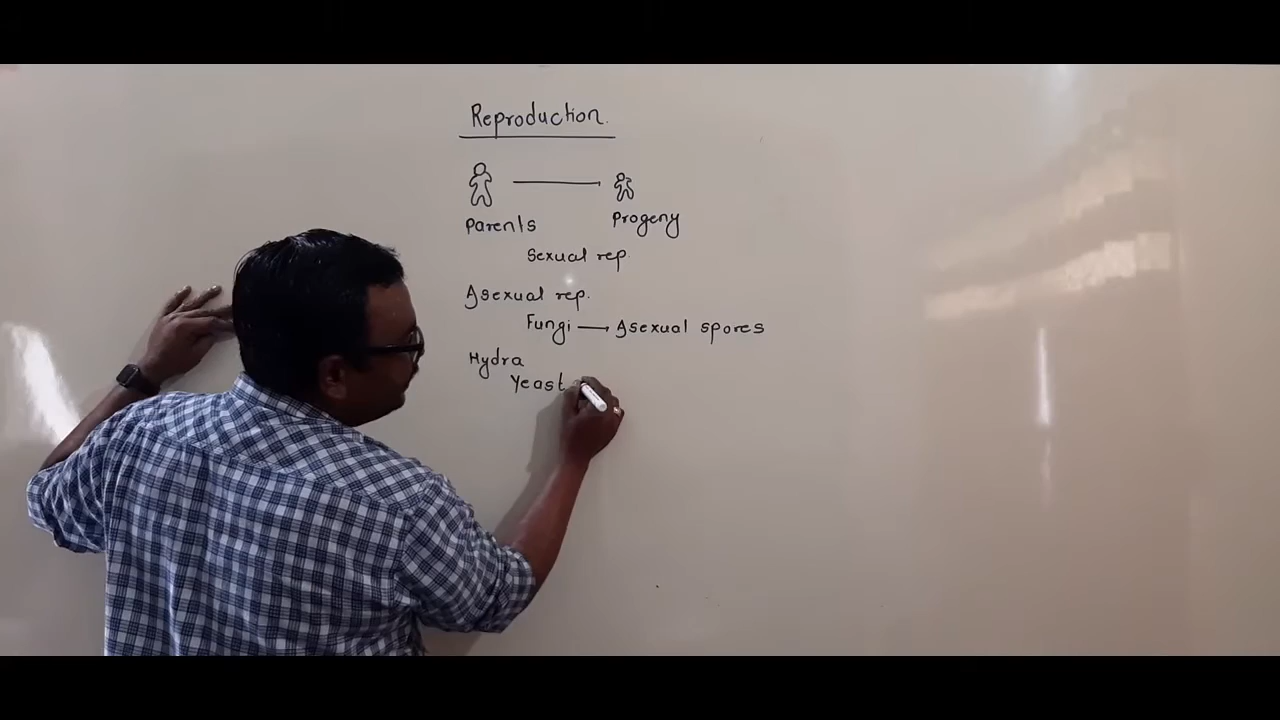 Reproduction.
Parents Progeny
Sexual rep.
Asexual rep.
Fungi → Asexual spores
Hydra
Yeast